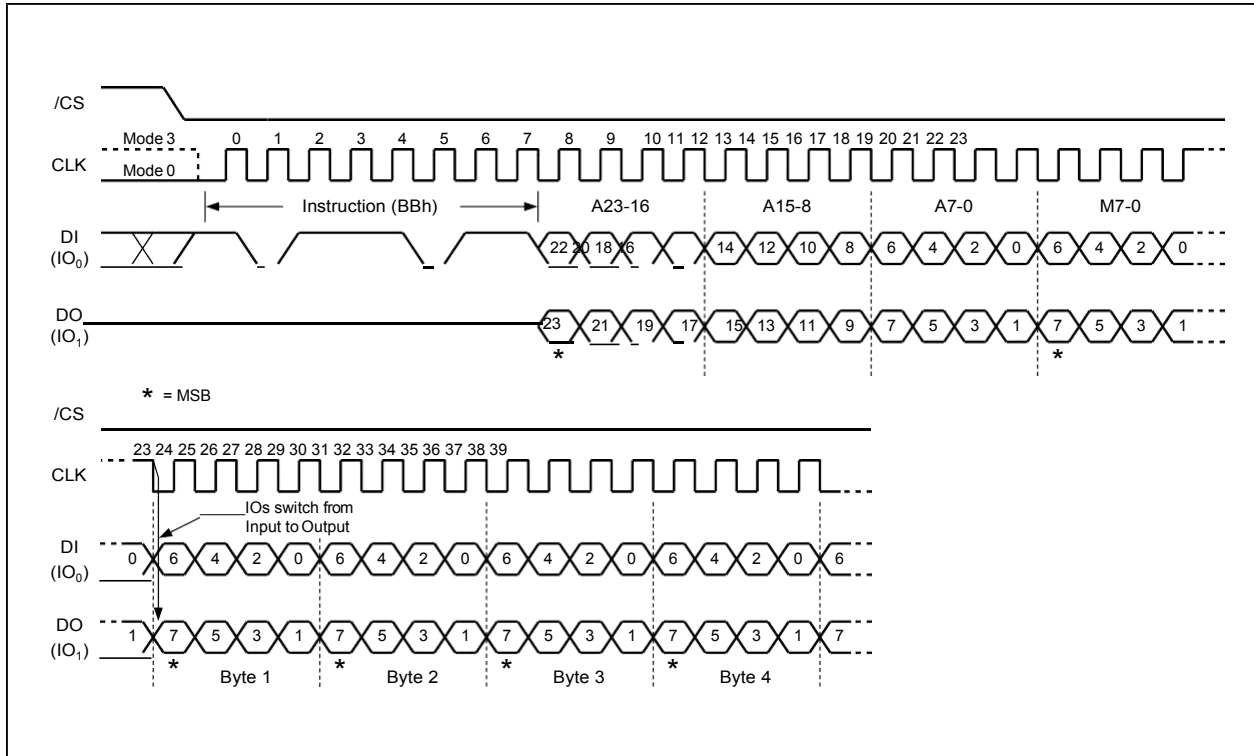 /CS
Mode 3 0 1 2 3 4 5 6 7 8 9 10 11 12 13 14 15 16 17 18 19 20 21 22 23
CLK
Mode 0
Instruction (BBh) A23-16 A15-8 A7-0 M7-0
DI
(IO0) 22 20 18 16 14 12 10 8 6 4 2 0 6 4 2 0
DO
(IO1) 23 21 19 17 15 13 11 9 7 5 3 1 7 5 3 1
* *
* = MSB
/CS
23 24 25 26 27 28 29 30 31 32 33 34 35 36 37 38 39
CLK
IOs switch from
Input to Output
DI
(IO0) 0 6 4 2 0 6 4 2 0 6 4 2 0 6 4 2 0 6
DO
(IO1) 1 7 5 3 1 7 5 3 1 7 5 3 1 7 5 3 1 7
* Byte 1 * Byte 2 * Byte 3 * Byte 4